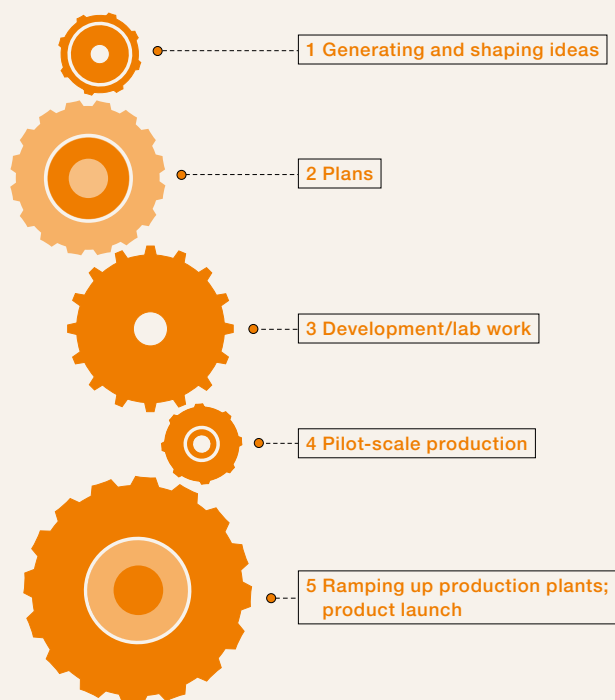 1 Generating and shaping ideas
2 Plans
3 Development/lab work
4 Pilot-scale production
5 Ramping up production plants;
product launch